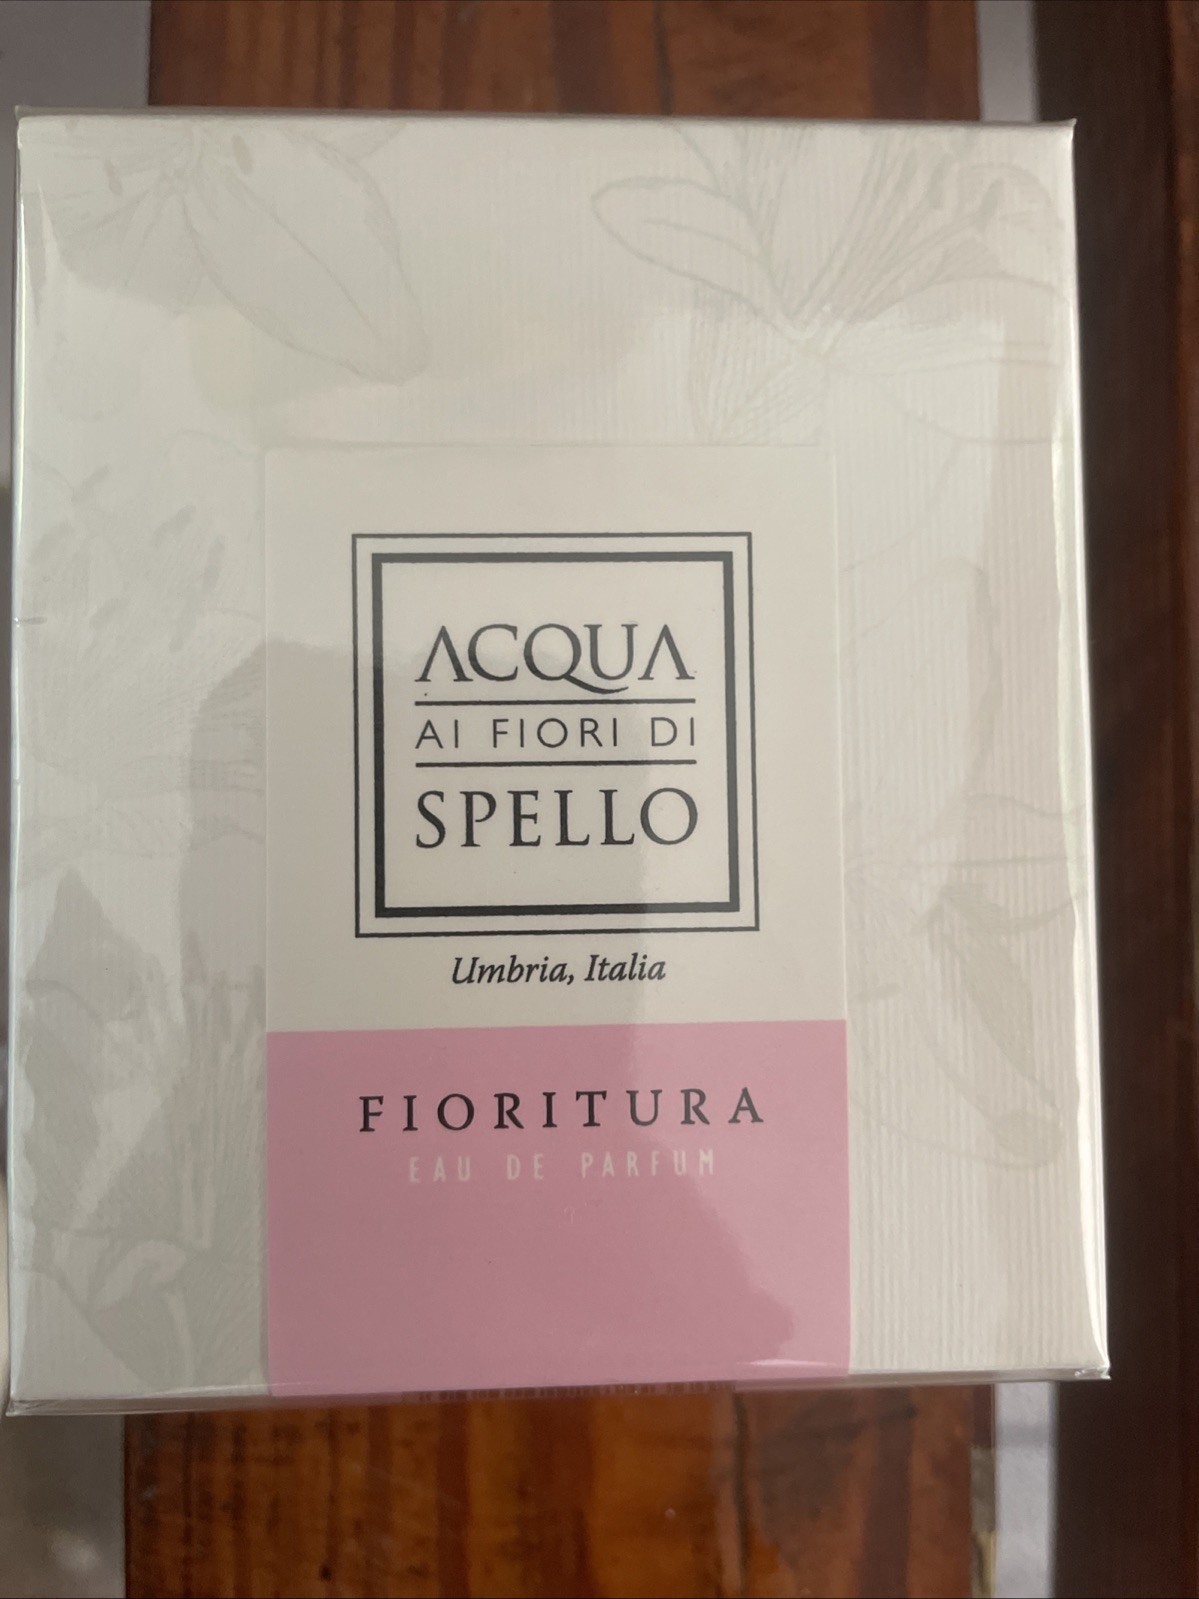 ACQUA
AI FIORI DI
SPELLO
Umbria, Italia
FIORITURA
EAU DE PARFUM